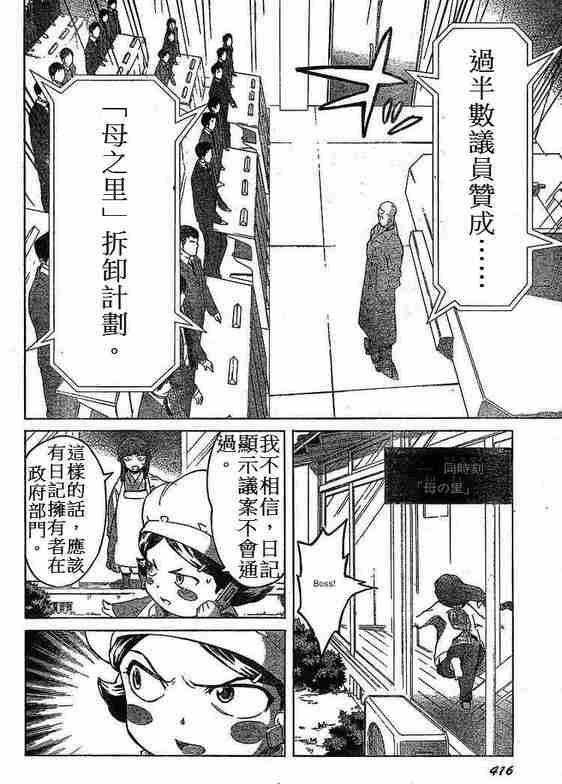 過半數議員贊成……
「母之里」拆卸計劃。
同時刻
「母の里」
Boss!
我不相信，日記
顯示議案不會通
過。
這樣的話，應該
有日記擁有者在
政府部門。
416